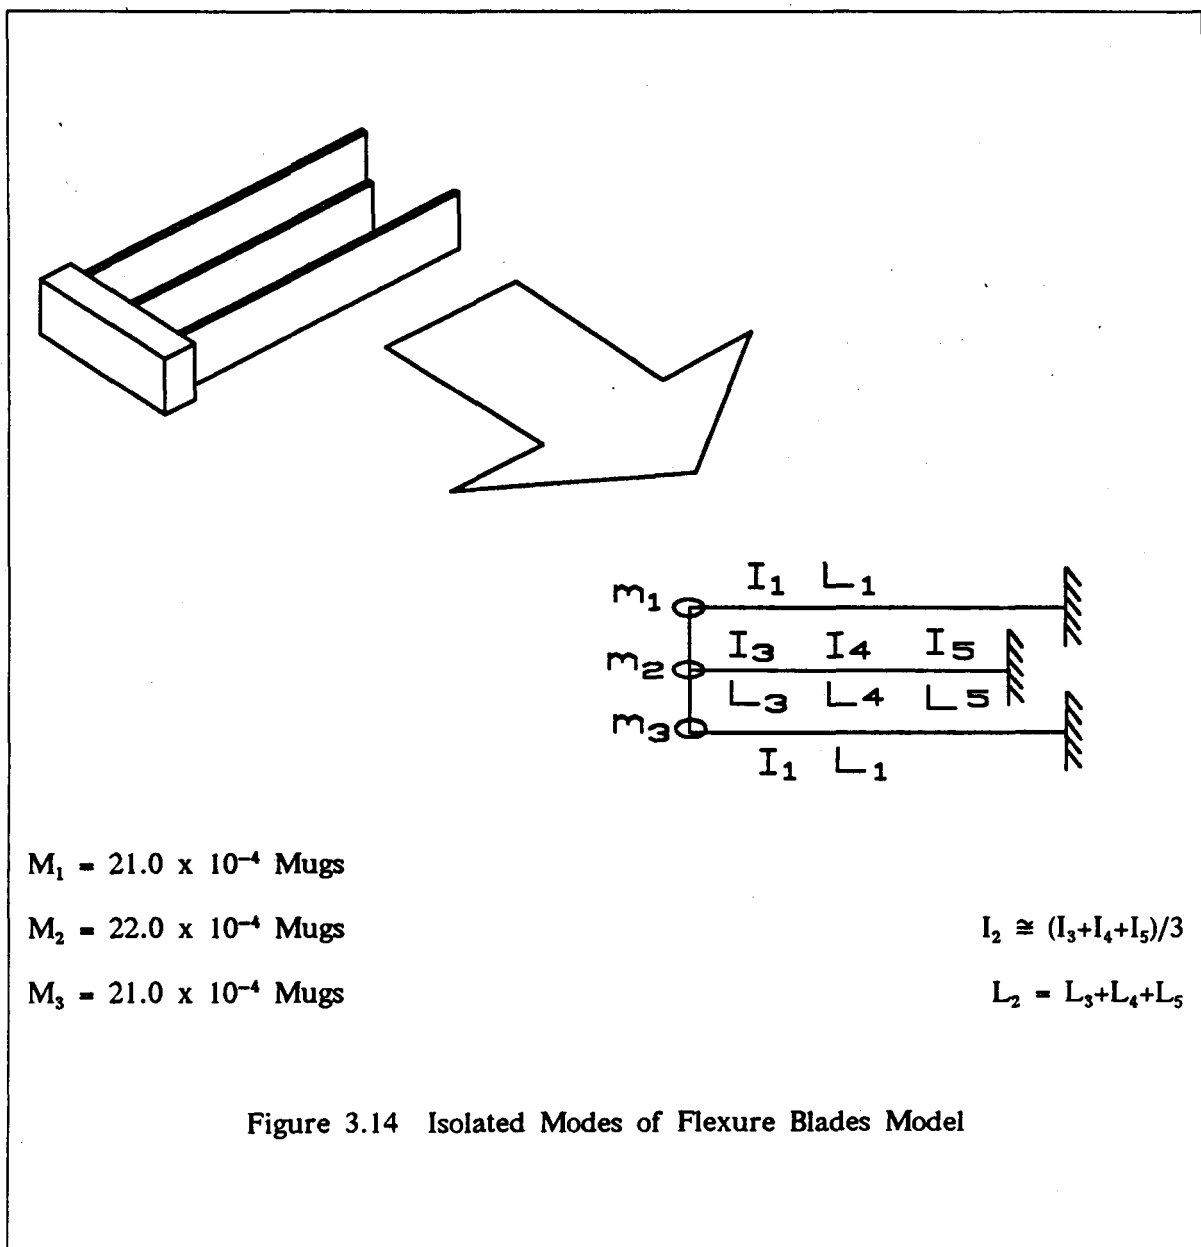 I₁ L₁
m₁
I₃ I₄ I₅
m₂
L₃ L₄ L₅
m₃
I₁ L₁
M₁ = 21.0 x 10⁻⁴ Mugs
M₂ = 22.0 x 10⁻⁴ Mugs
I₂ ≅ (I₃+I₄+I₅)/3
M₃ = 21.0 x 10⁻⁴ Mugs
L₂ = L₃+L₄+L₅
Figure 3.14 Isolated Modes of Flexure Blades Model